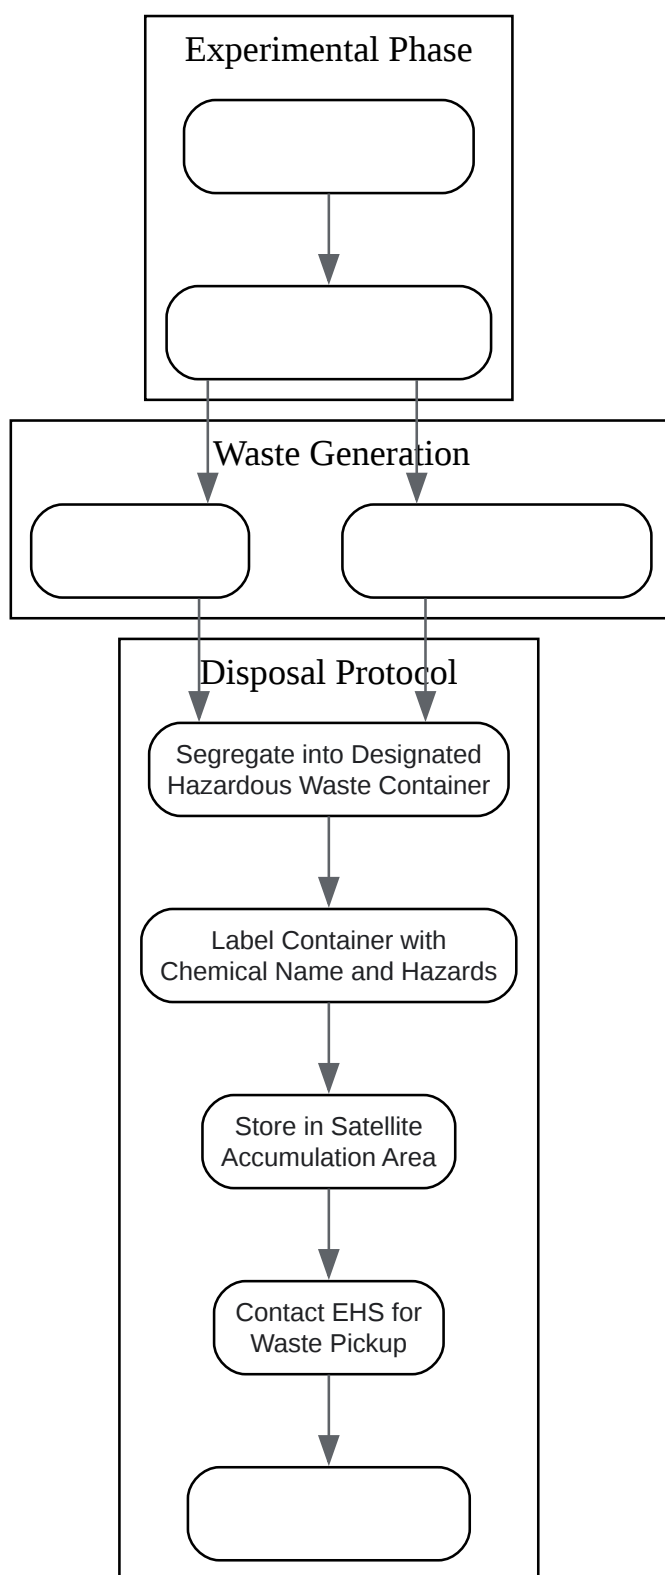 Experimental Phase
Waste Generation
Disposal Protocol
Segregate into Designated
Hazardous Waste Container
Label Container with
Chemical Name and Hazards
Store in Satellite
Accumulation Area
Contact EHS for
Waste Pickup